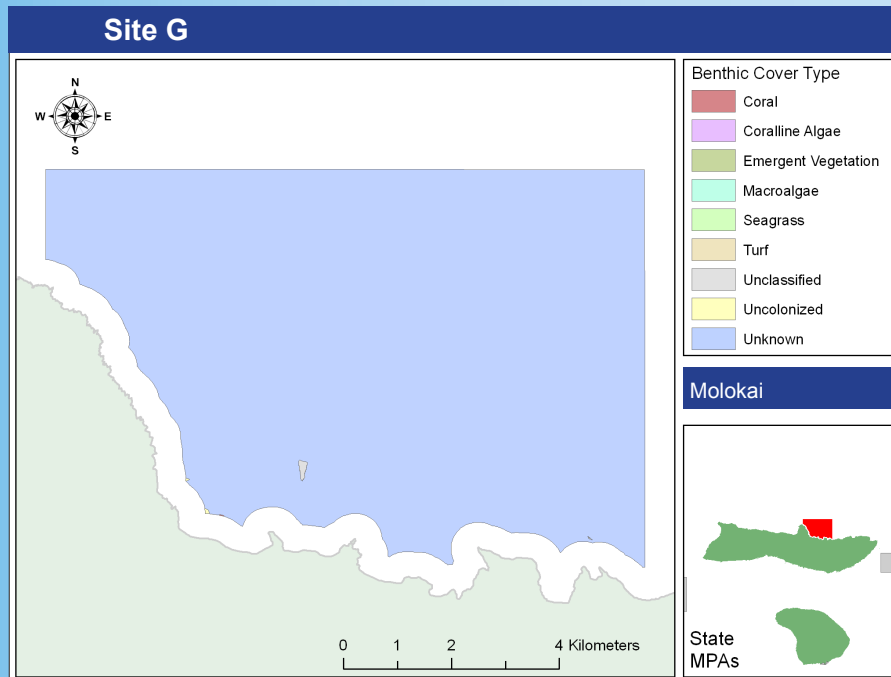 Site G
N
W E
S
0 1 2 4 Kilometers
Benthic Cover Type
Coral
Coralline Algae
Emergent Vegetation
Macroalgae
Seagrass
Turf
Unclassified
Uncolonized
Unknown
Molokai
State
MPAs